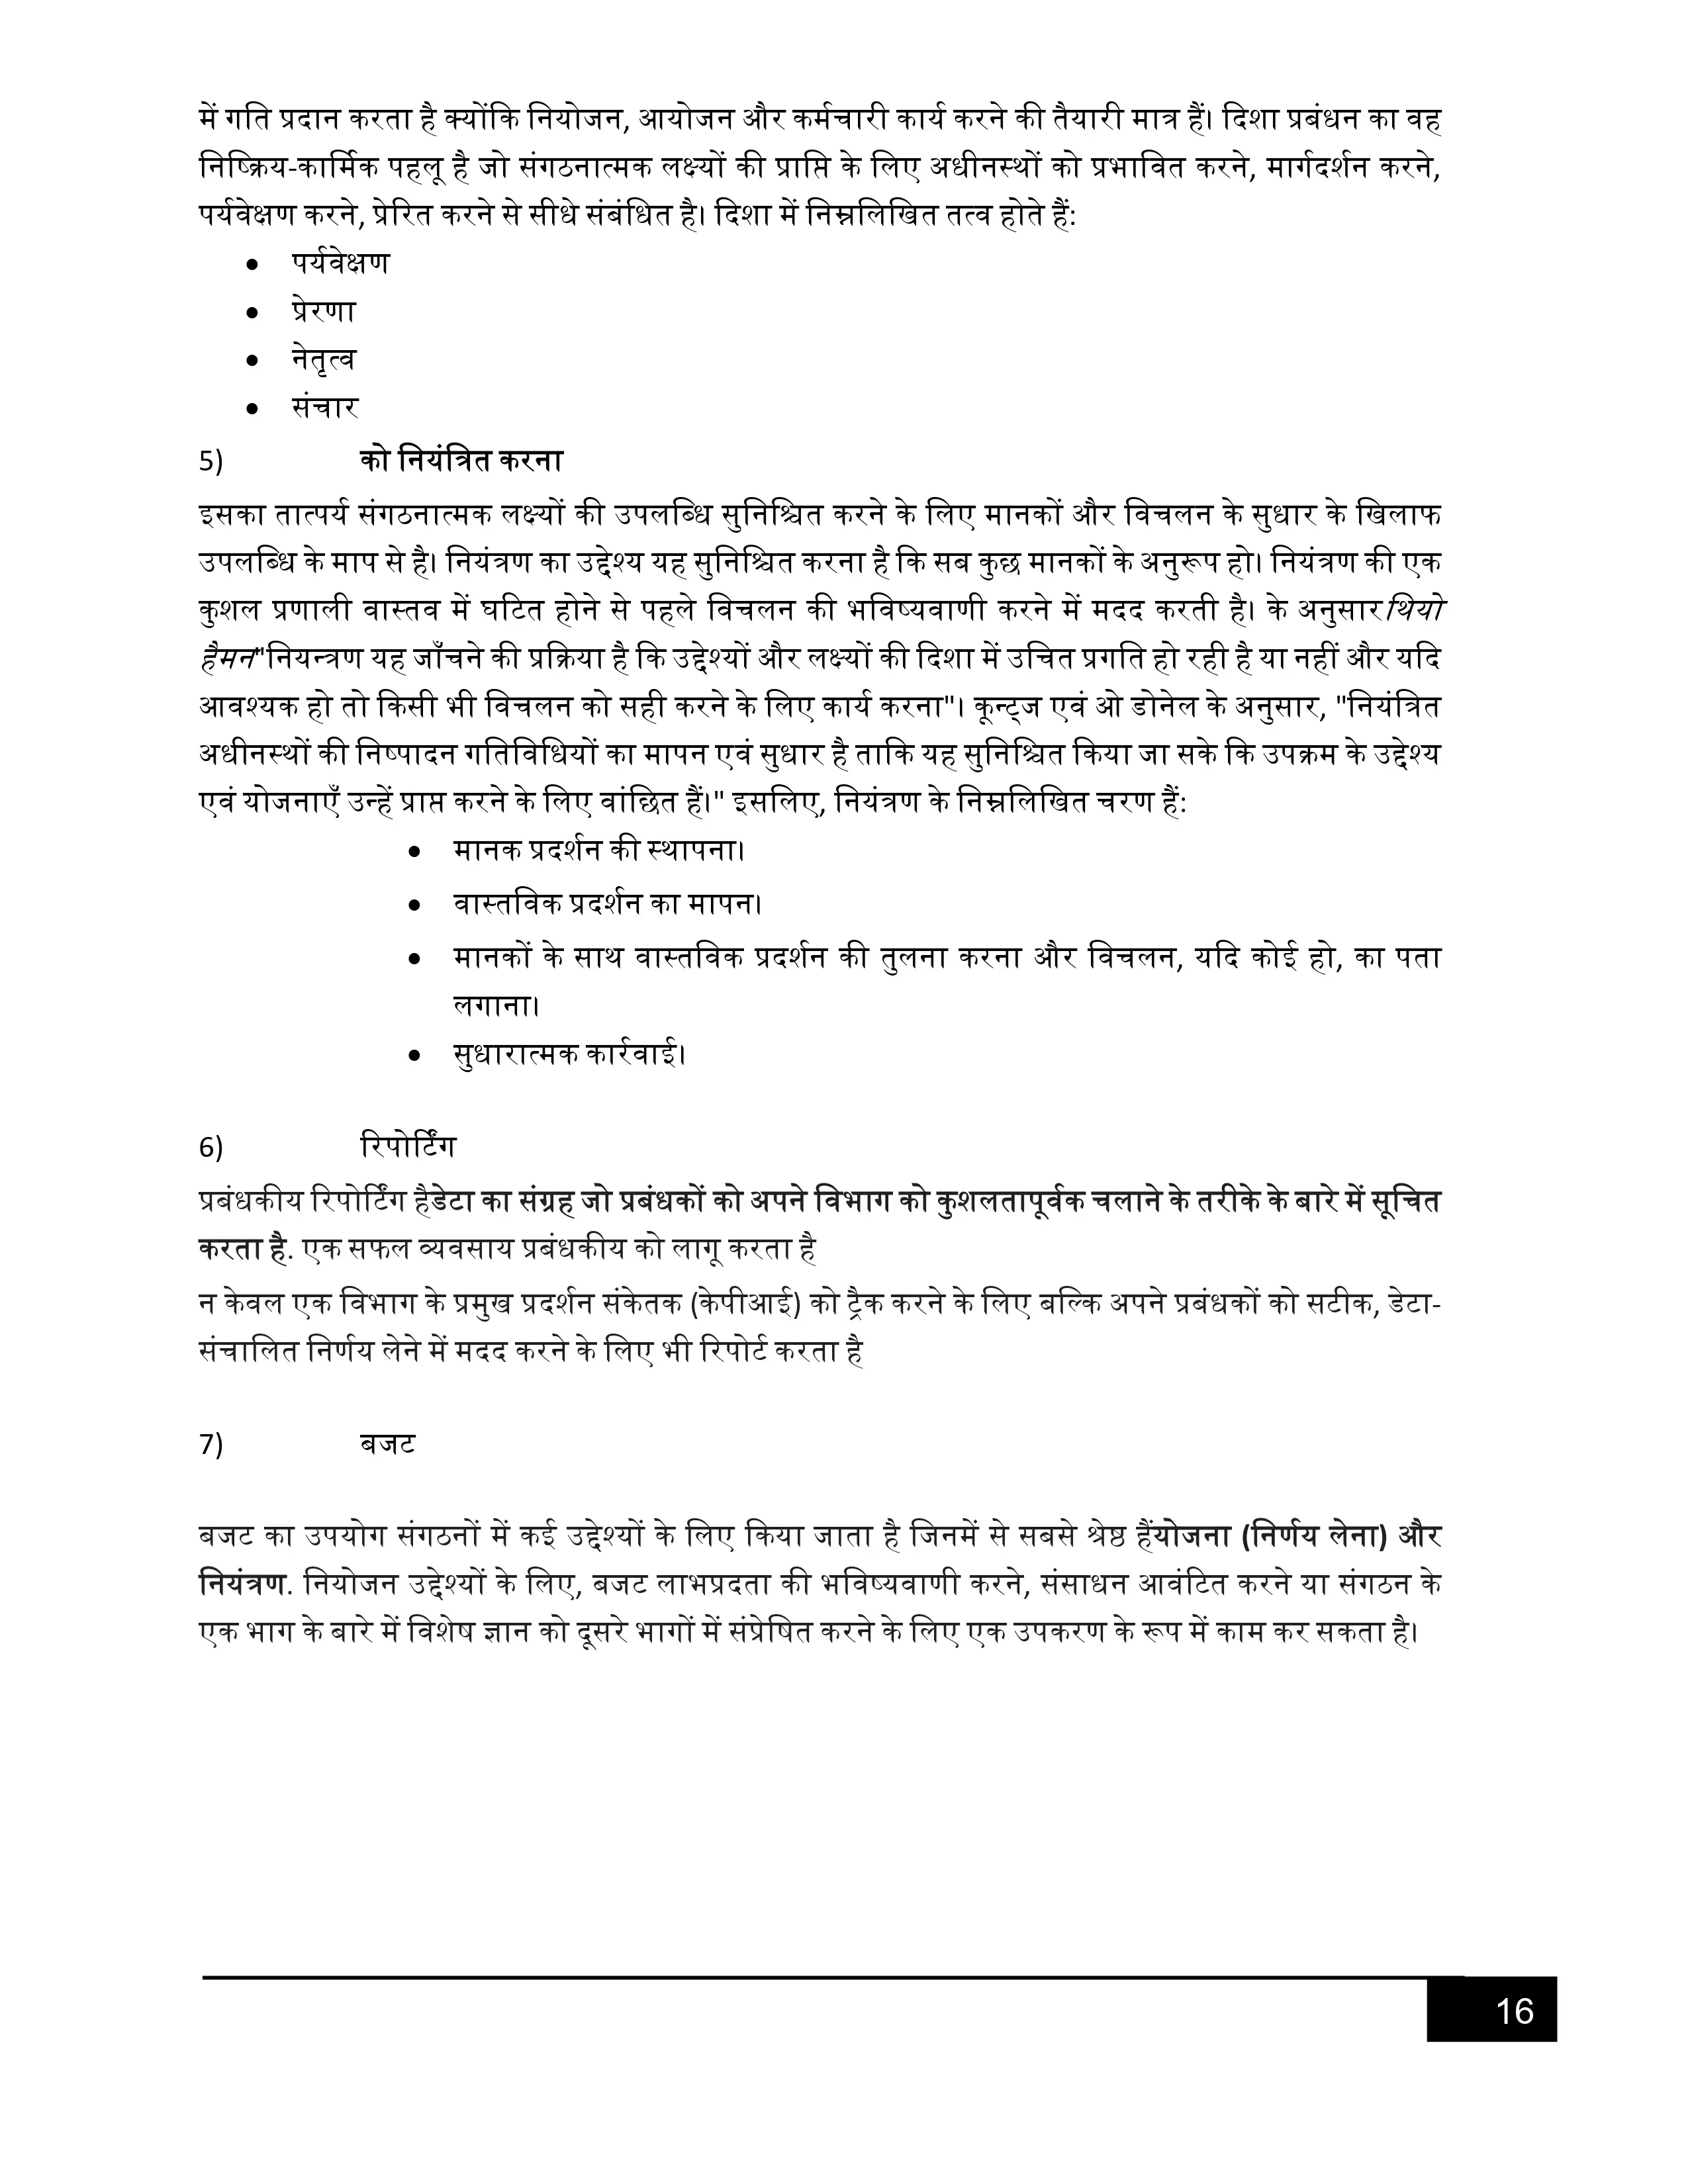 में गति प्रदान करता है क्योंकि नियोजन, आयोजन और कर्मचारी कार्य करने की तैयारी मात्र हैं। दिशा प्रबंधन का वह
निष्क्रिय-कार्मिक पहलू है जो संगठनात्मक लक्ष्यों की प्राप्ति के लिए अधीनस्थों को प्रभावित करने, मार्गदर्शन करने,
पर्यवेक्षण करने, प्रेरित करने से सीधे संबंधित है। दिशा में निम्नलिखित तत्व होते हैं:
• पर्यवेक्षण
• प्रेरणा
• नेतृत्व
• संचार
5) को नियंत्रित करना
इसका तात्पर्य संगठनात्मक लक्ष्यों की उपलब्धि सुनिश्चित करने के लिए मानकों और विचलन के सुधार के खिलाफ
उपलब्धि के माप से है। नियंत्रण का उद्देश्य यह सुनिश्चित करना है कि सब कुछ मानकों के अनुरूप हो। नियंत्रण की एक
कुशल प्रणाली वास्तव में घटित होने से पहले विचलन की भविष्यवाणी करने में मदद करती है। के अनुसारथियो
हैमन"नियन्त्रण यह जाँचने की प्रक्रिया है कि उद्देश्यों और लक्ष्यों की दिशा में उचित प्रगति हो रही है या नहीं और यदि
आवश्यक हो तो किसी भी विचलन को सही करने के लिए कार्य करना"। कून्ट्ज एवं ओ डोनेल के अनुसार, "नियंत्रित
अधीनस्थों की निष्पादन गतिविधियों का मापन एवं सुधार है ताकि यह सुनिश्चित किया जा सके कि उपक्रम के उद्देश्य
एवं योजनाएँ उन्हें प्राप्त करने के लिए वांछित हैं।" इसलिए, नियंत्रण के निम्नलिखित चरण हैं:
• मानक प्रदर्शन की स्थापना।
• वास्तविक प्रदर्शन का मापन।
• मानकों के साथ वास्तविक प्रदर्शन की तुलना करना और विचलन, यदि कोई हो, का पता
लगाना।
• सुधारात्मक कार्रवाई।
6) रिपोर्टिंग
प्रबंधकीय रिपोर्टिंग हैडेटा का संग्रह जो प्रबंधकों को अपने विभाग को कुशलतापूर्वक चलाने के तरीके के बारे में सूचित
करता है. एक सफल व्यवसाय प्रबंधकीय को लागू करता है
न केवल एक विभाग के प्रमुख प्रदर्शन संकेतक (केपीआई) को ट्रैक करने के लिए बल्कि अपने प्रबंधकों को सटीक, डेटा-
संचालित निर्णय लेने में मदद करने के लिए भी रिपोर्ट करता है
7) बजट
बजट का उपयोग संगठनों में कई उद्देश्यों के लिए किया जाता है जिनमें से सबसे श्रेष्ठ हैंयोजना (निर्णय लेना) और
नियंत्रण. नियोजन उद्देश्यों के लिए, बजट लाभप्रदता की भविष्यवाणी करने, संसाधन आवंटित करने या संगठन के
एक भाग के बारे में विशेष ज्ञान को दूसरे भागों में संप्रेषित करने के लिए एक उपकरण के रूप में काम कर सकता है।
16